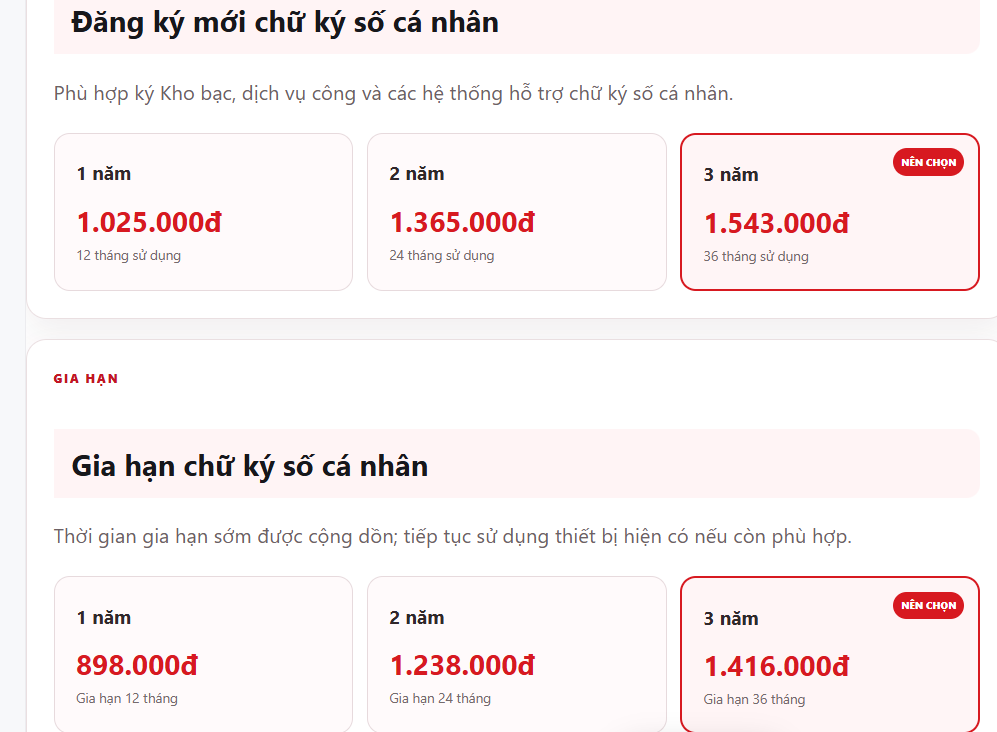 Đăng ký mới chữ ký số cá nhân
Phù hợp ký Kho bạc, dịch vụ công và các hệ thống hỗ trợ chữ ký số cá nhân.
1 năm
1.025.000đ
12 tháng sử dụng
2 năm
1.365.000đ
24 tháng sử dụng
NÊN CHỌN
3 năm
1.543.000đ
36 tháng sử dụng
GIA HẠN
Gia hạn chữ ký số cá nhân
Thời gian gia hạn sớm được cộng dồn; tiếp tục sử dụng thiết bị hiện có nếu còn phù hợp.
1 năm
898.000đ
Gia hạn 12 tháng
2 năm
1.238.000đ
Gia hạn 24 tháng
NÊN CHỌN
3 năm
1.416.000đ
Gia hạn 36 tháng